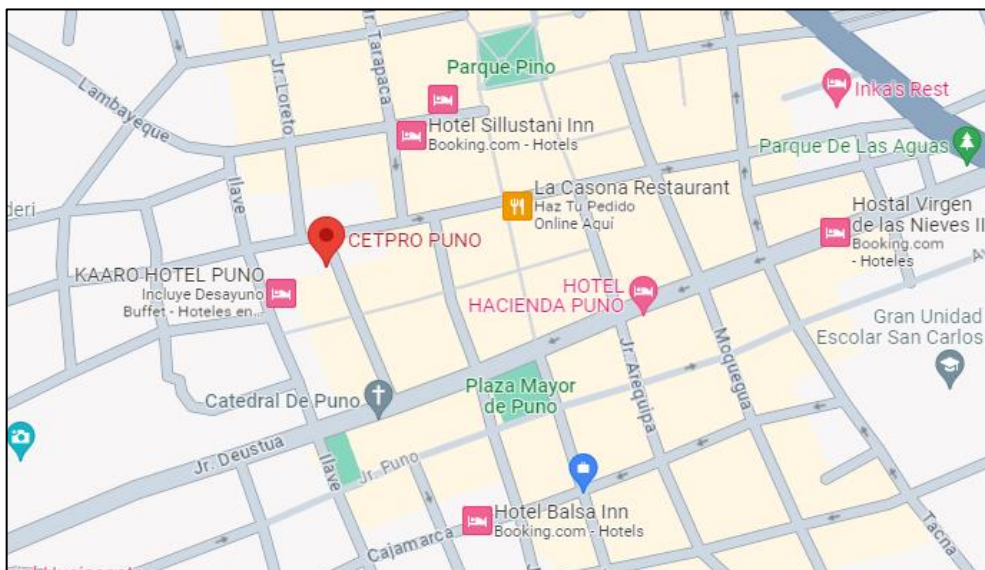 Jr. Tarapaca
Jr. Loreto
Lambayeque
Parque Pino
Inka's Rest
Hotel Sillustani Inn
Booking.com - Hotels
Parque De Las Aguas
Ilave
La Casona Restaurant
Haz Tu Pedido
Online Aquí
deri
CETPRO PUNO
Hostal Virgen
de las Nieves II
Booking.com
- Hoteles
Av
KAARO HOTEL PUNO
Incluye Desayuno
Buffet - Hoteles en...
HOTEL
HACIENDA PUNO
Gran Unidad
Escolar San Carlos
Moquegua
Jr. Arequipa
Plaza Mayor
de Puno
Catedral De Puno
Jr. Deustua
Ilave
Jr. Puno
Hotel Balsa Inn
Booking.com - Hotels
Cajamarca
Tacna